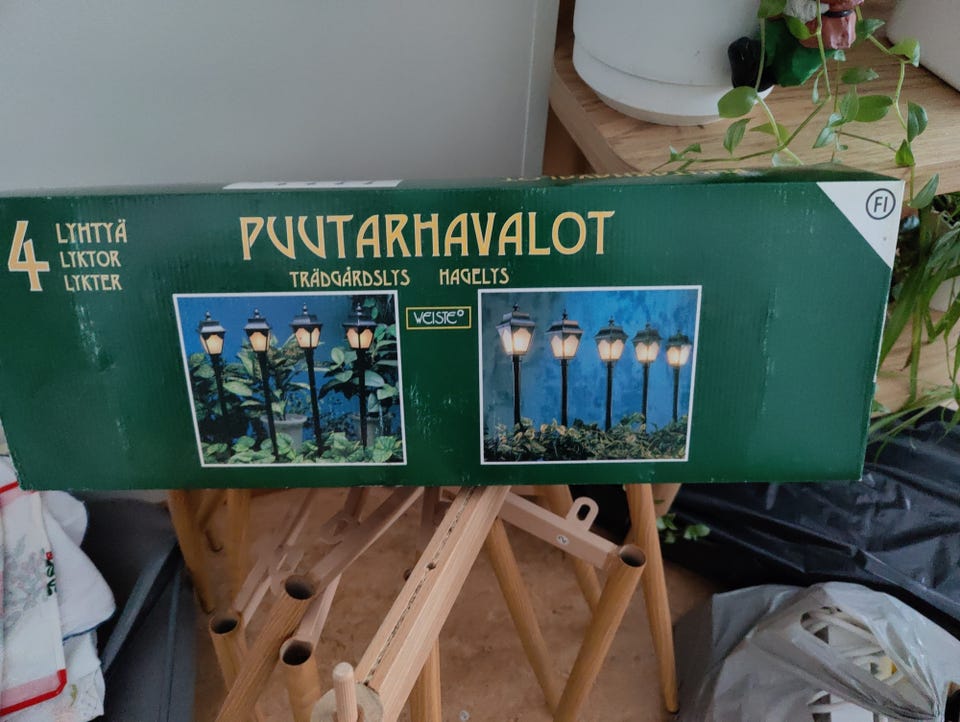 4 LYHTYÄ
LYKTOR
LYKTER
PUUTARHAVALOT
TRÄDGÅRDSLYS HAGELYS
WEISTE
FI